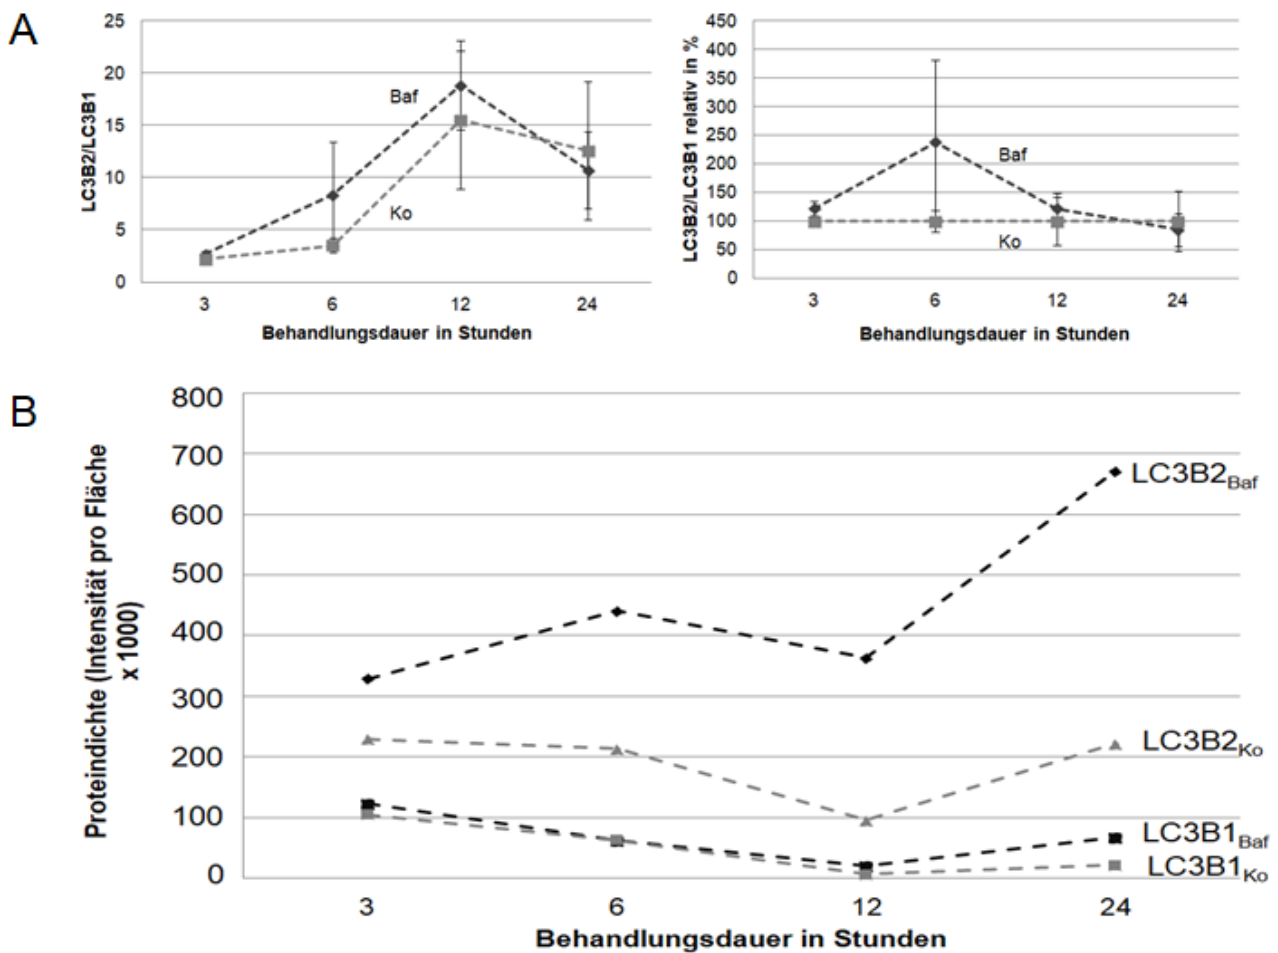 A
LC3B2/LC3B1
25
20
15
10
5
0
Baf
Ko
3 6 12 24
Behandlungsdauer in Stunden
LC3B2/LC3B1 relativ in %
450
400
350
300
250
200
150
100
50
0
Baf
Ko
3 6 12 24
Behandlungsdauer in Stunden
B
Proteindichte (Intensität pro Fläche
x 1000)
800
700
600
500
400
300
200
100
0
LC3B2Baf
LC3B2Ko
LC3B1Baf
LC3B1Ko
3 6 12 24
Behandlungsdauer in Stunden